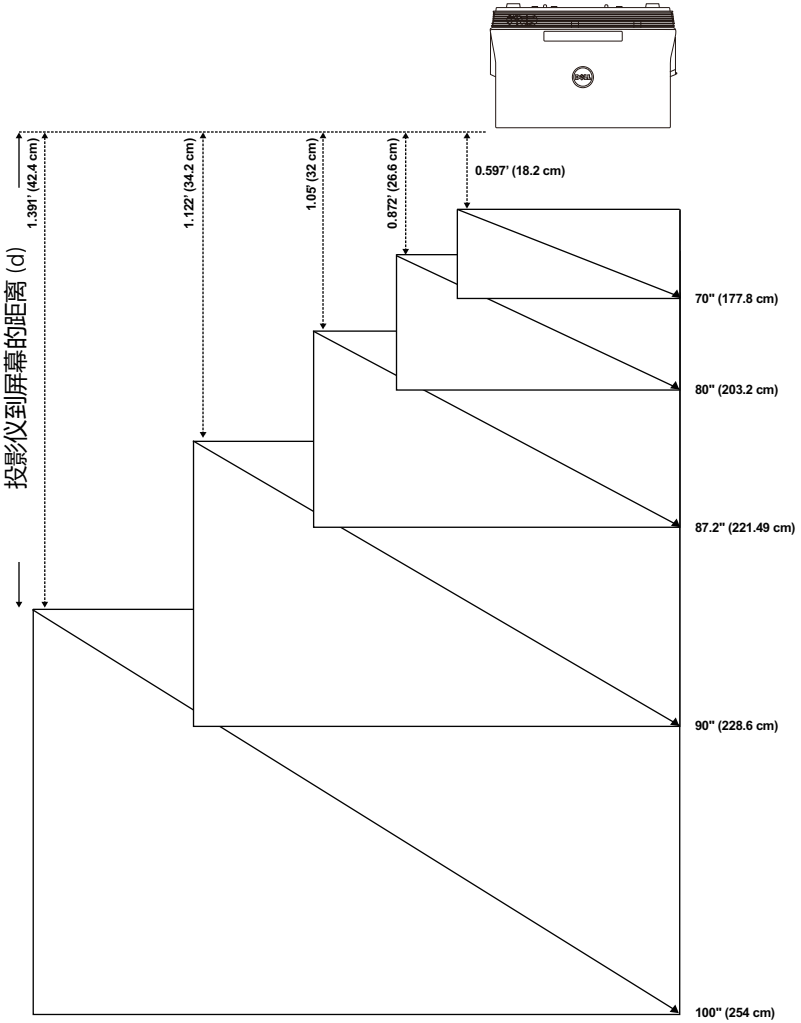 DELL
投影仪到屏幕的距离 (d)
1.391' (42.4 cm)
1.122' (34.2 cm)
1.05' (32 cm)
0.872' (26.6 cm)
0.597' (18.2 cm)
70" (177.8 cm)
80" (203.2 cm)
87.2" (221.49 cm)
90" (228.6 cm)
100" (254 cm)